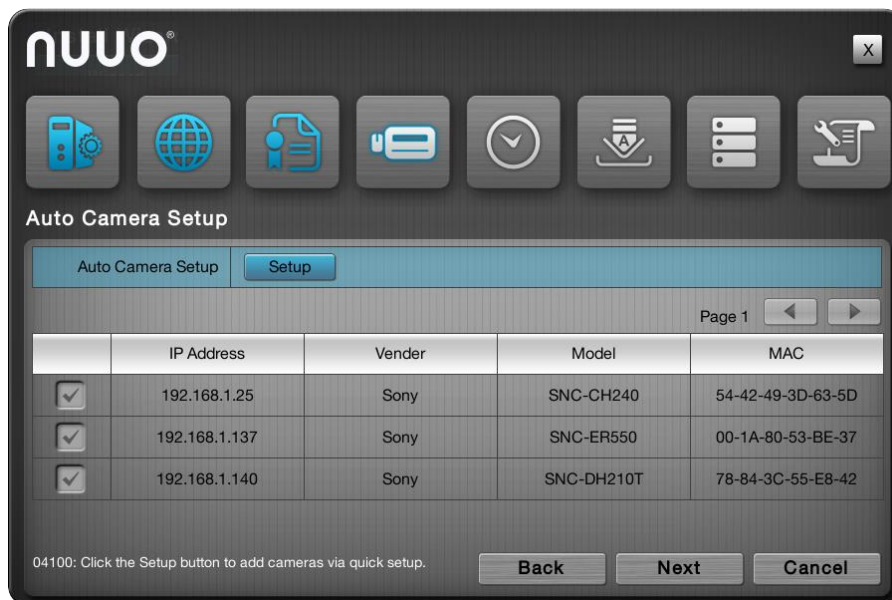 nuuo®
X
Auto Camera Setup
Auto Camera Setup Setup
Page 1
IP Address Vender Model MAC
192.168.1.25 Sony SNC-CH240 54-42-49-3D-63-5D
192.168.1.137 Sony SNC-ER550 00-1A-80-53-BE-37
192.168.1.140 Sony SNC-DH210T 78-84-3C-55-E8-42
04100: Click the Setup button to add cameras via quick setup.
Back Next Cancel